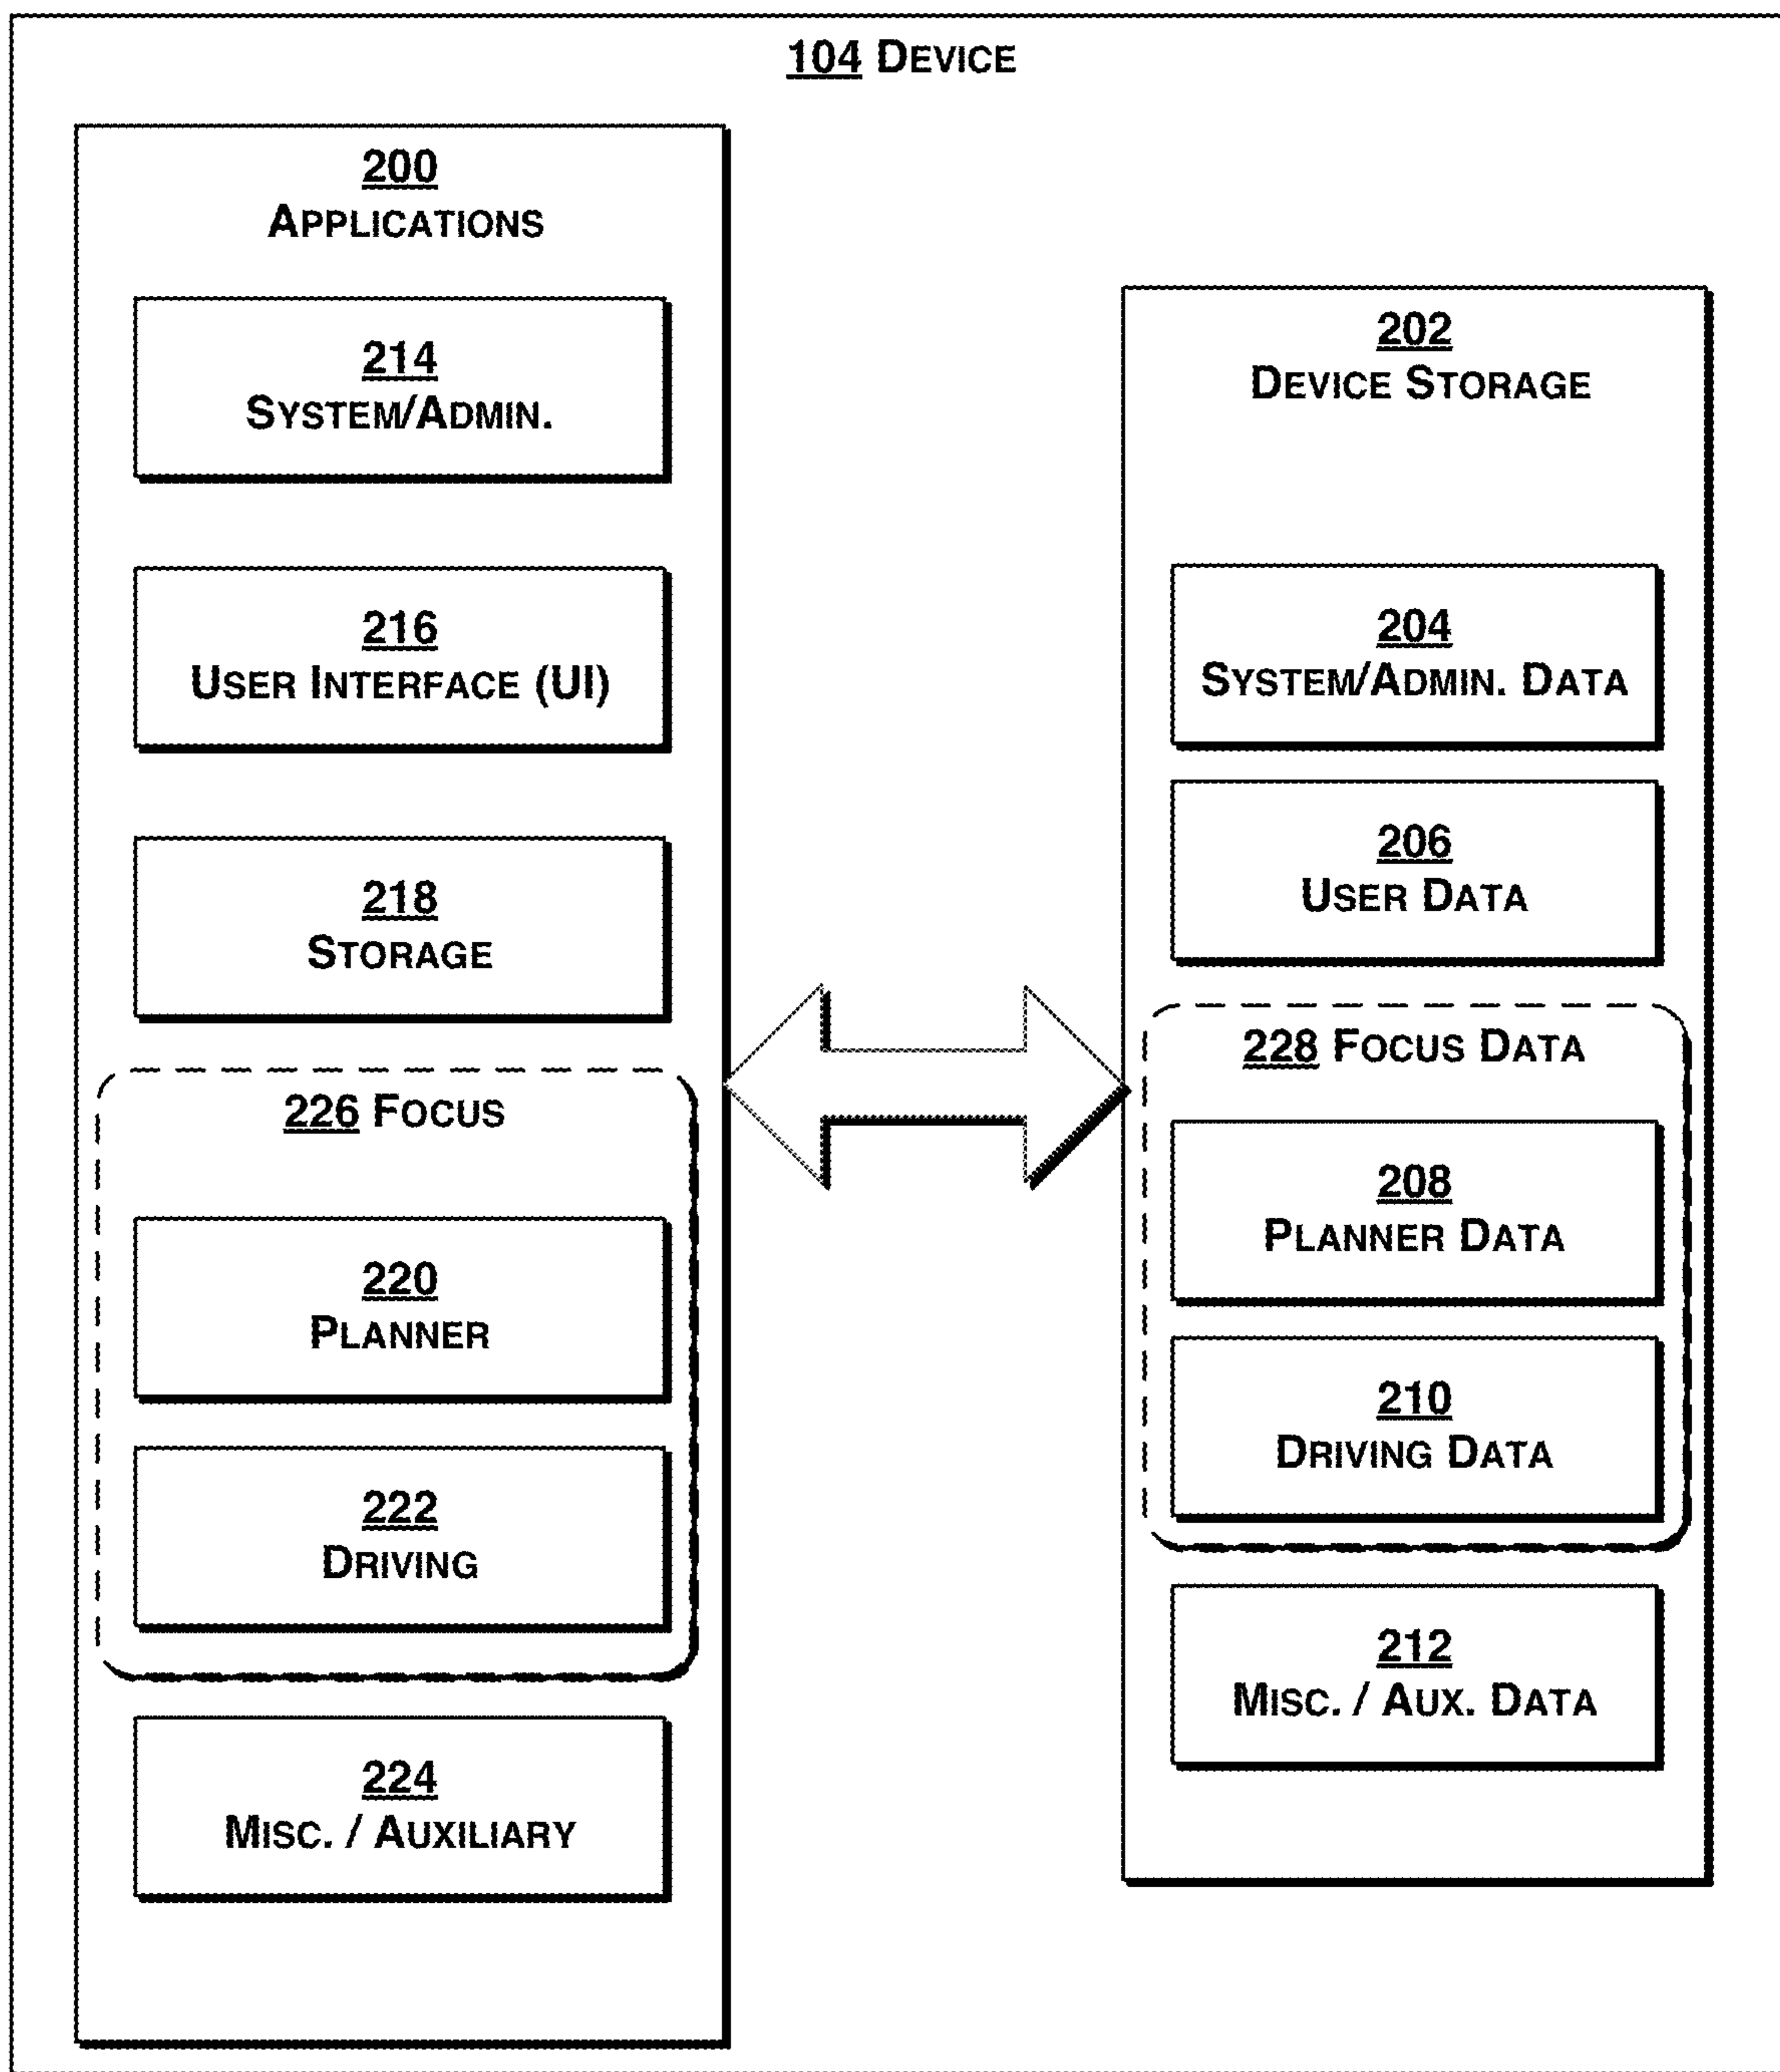 104 DEVICE
200
APPLICATIONS
214
SYSTEM/ADMIN.
216
USER INTERFACE (UI)
218
STORAGE
226 FOCUS
220
PLANNER
222
DRIVING
224
MISC. / AUXILIARY
202
DEVICE STORAGE
204
SYSTEM/ADMIN. DATA
206
USER DATA
228 FOCUS DATA
208
PLANNER DATA
210
DRIVING DATA
212
MISC. / AUX. DATA